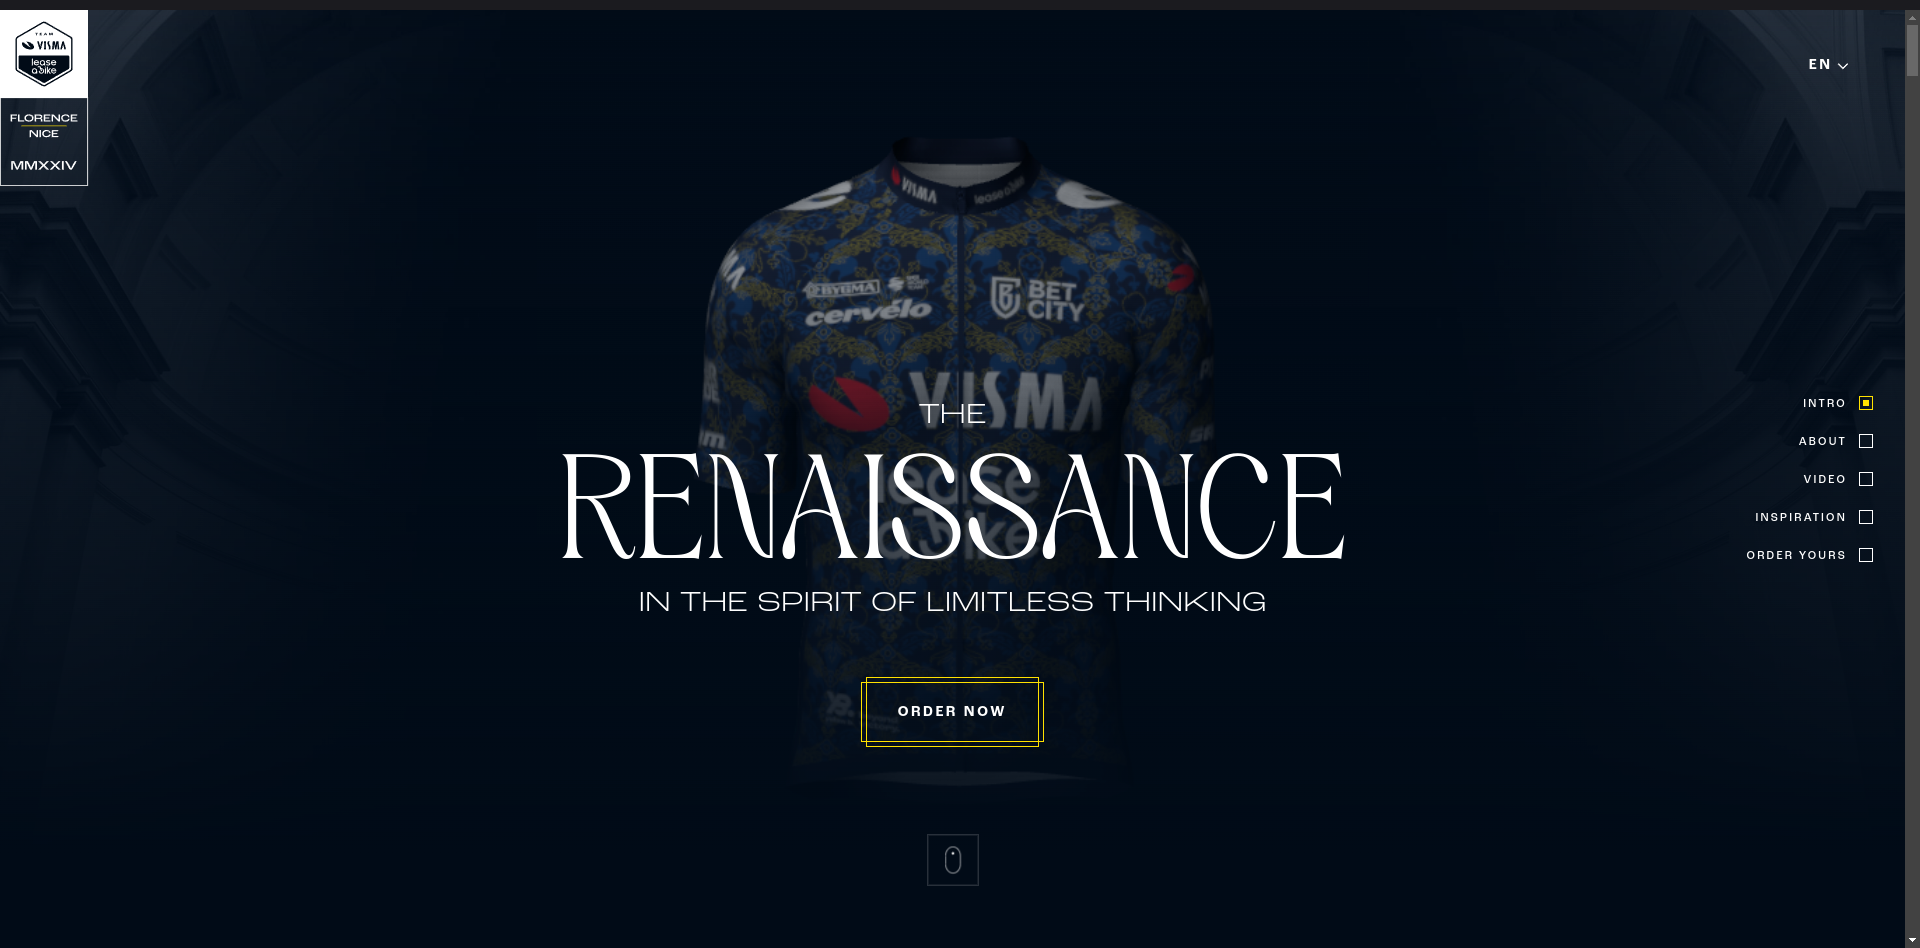 TEAM
VISMA
lease
a bike
FLORENCE
NICE
MMXXIV
EN
VISMA
lease a bike
BYGMA
cervélo
BET
CITY
VISMA
THE
lease
a bike
RENAISSANCE
IN THE SPIRIT OF LIMITLESS THINKING
ORDER NOW
INTRO
ABOUT
VIDEO
INSPIRATION
ORDER YOURS